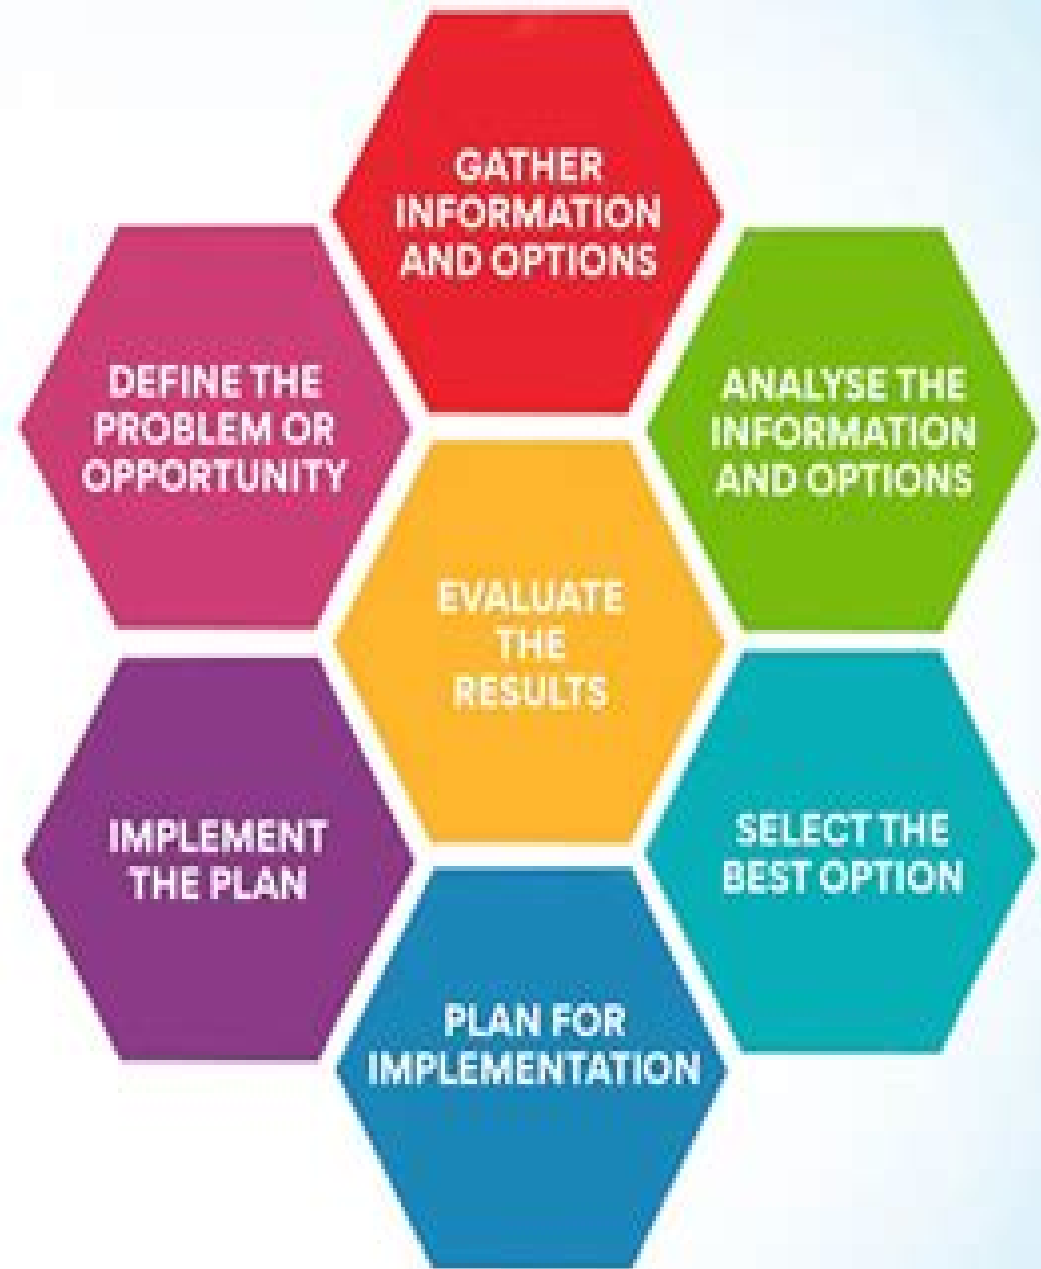 GATHER
INFORMATION
AND OPTIONS
DEFINE THE
PROBLEM OR
OPPORTUNITY
ANALYSE THE
INFORMATION
AND OPTIONS
EVALUATE
THE
RESULTS
IMPLEMENT
THE PLAN
SELECT THE
BEST OPTION
PLAN FOR
IMPLEMENTATION